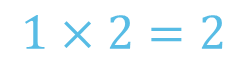 1 × 2 = 2